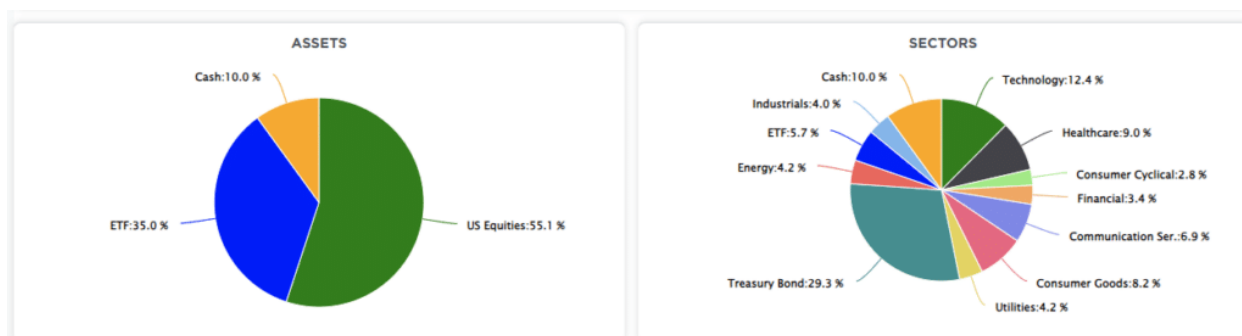 ASSETS
Cash:10.0 %
ETF:35.0 %
US Equities:55.1 %
SECTORS
Cash:10.0 %
Technology:12.4 %
Industrials:4.0 %
Healthcare:9.0 %
ETF:5.7 %
Energy:4.2 %
Consumer Cyclical:2.8 %
Financial:3.4 %
Communication Ser.:6.9 %
Treasury Bond:29.3 %
Consumer Goods:8.2 %
Utilities:4.2 %